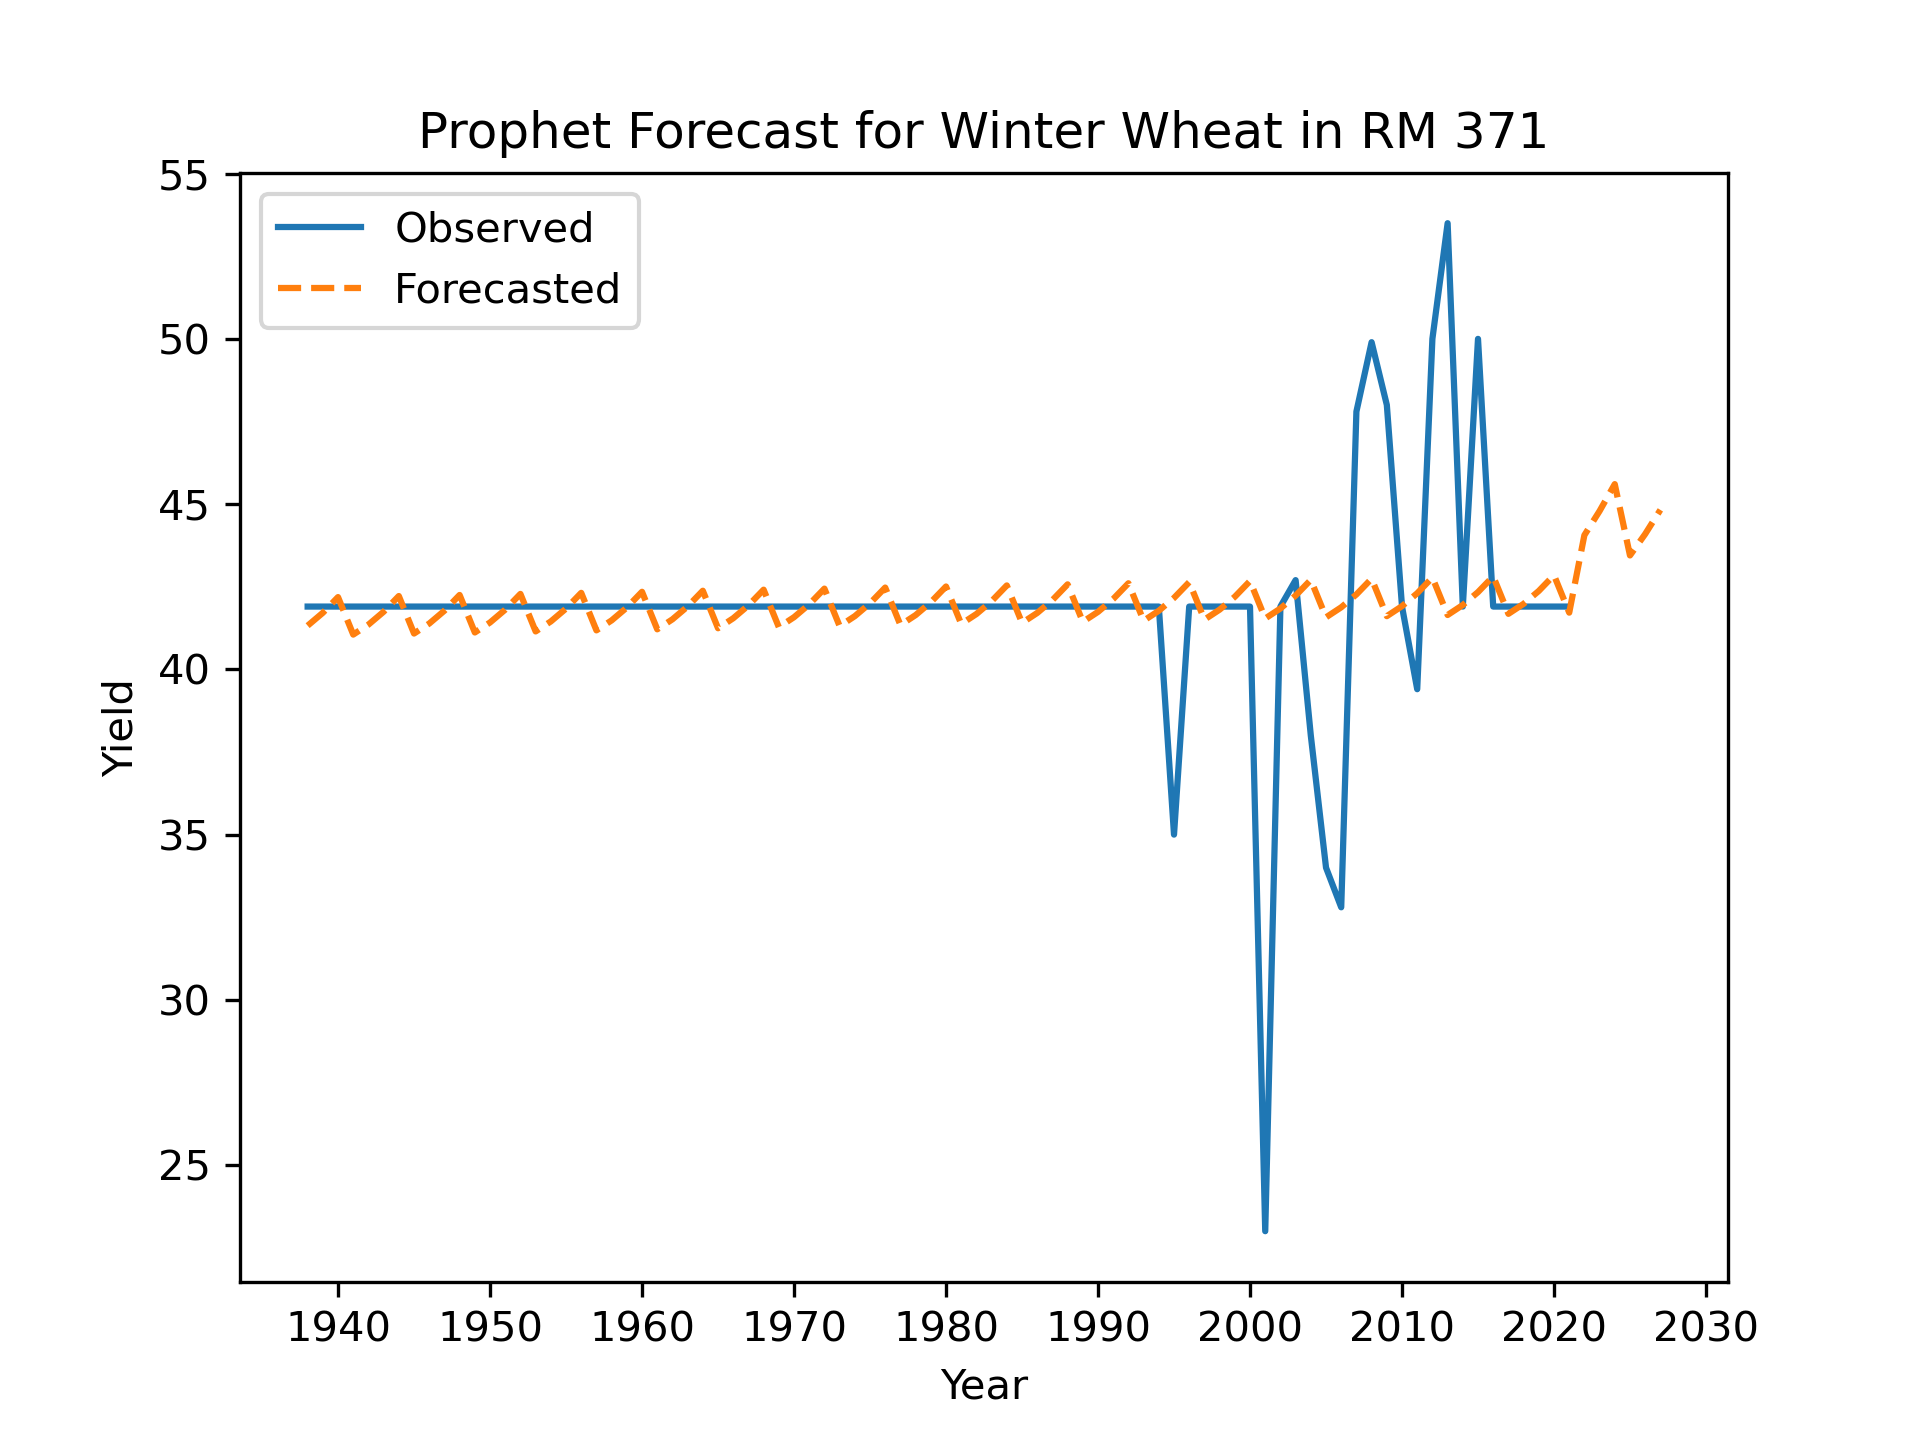 Prophet Forecast for Winter Wheat in RM 371
Observed
Forecasted
55
50
45
40
35
30
25
Yield
1940 1950 1960 1970 1980 1990 2000 2010 2020 2030
Year